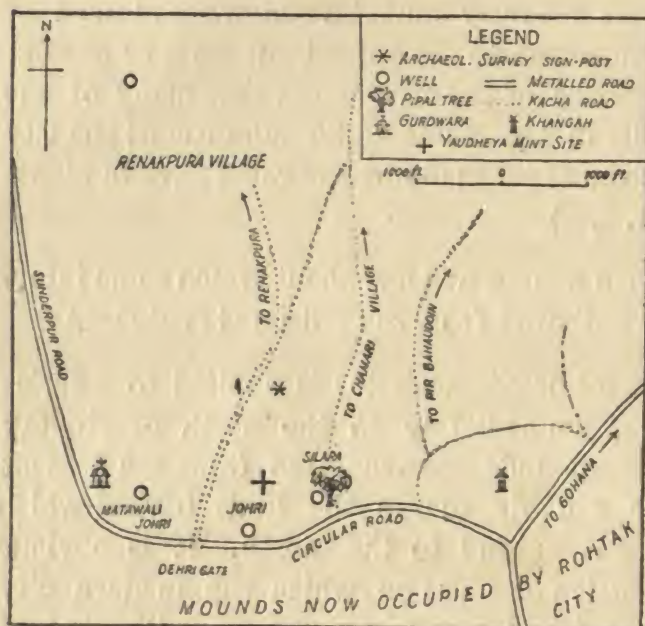 N
LEGEND
ARCHAEOL. SURVEY SIGN-POST
WELL
METALLED ROAD
PIPAL TREE
KACHA ROAD
GURDWARA
KHANGAH
YAUDHEYA MINT SITE
1000 ft.
0
1000 ft.
RENAKPURA VILLAGE
SUNDERPUR ROAD
TO RENAKPURA
TO CHAMARI VILLAGE
TO PIR BAHAUDDIN
SILARA
MATAWALI
JOHRI
JOHRI
DEHRI GATE
CIRCULAR ROAD
TO GOHANA
MOUNDS NOW OCCUPIED BY ROHTAK
CITY